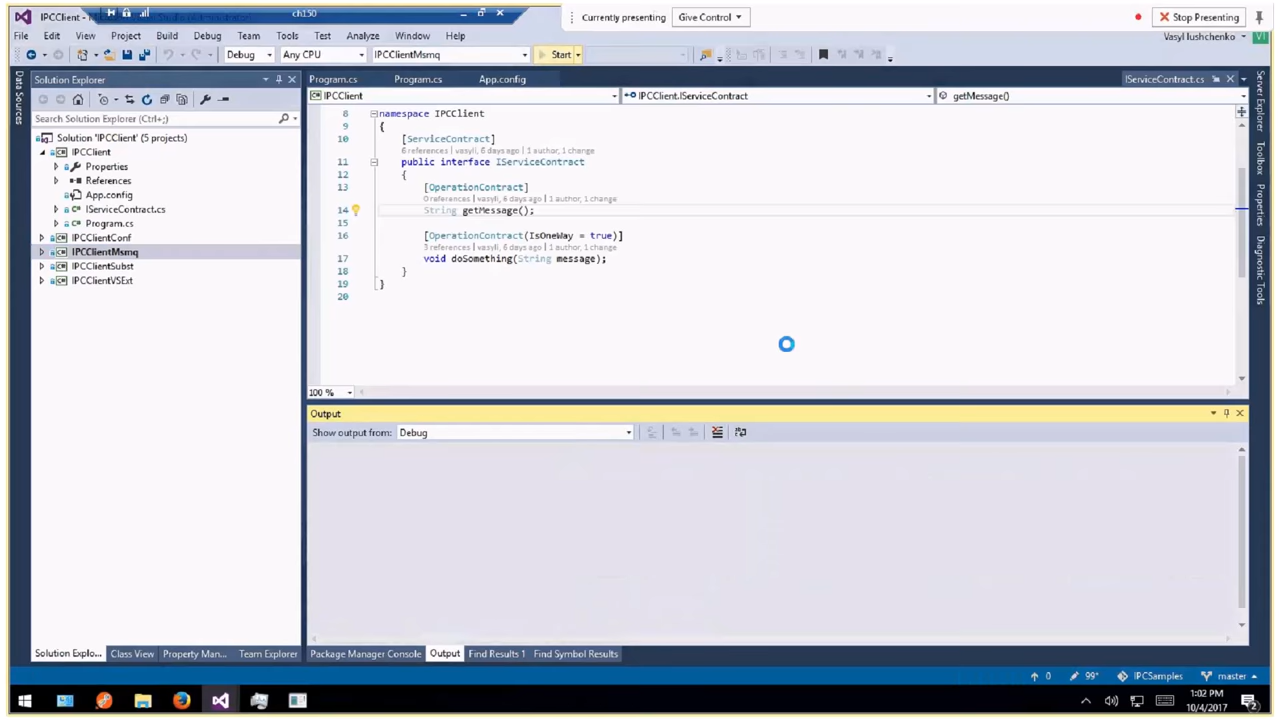 IPCClient - M
ch150
Currently presenting
Give Control
Stop Presenting
File Edit View Project Build Debug Team Tools Test Analyze Window Help
Vasyl Iushchenko
VI
Debug
Any CPU
IPCClientMsmq
Start
Data Sources
Solution Explorer
Program.cs
Program.cs
App.config
IServiceContract.cs
Search Solution Explorer (Ctrl+;)
IPCClient
IPCClient.IServiceContract
getMessage()
Solution 'IPCClient' (5 projects)
IPCClient
Properties
References
App.config
IServiceContract.cs
Program.cs
IPCClientConf
IPCClientMsmq
IPCClientSubst
IPCClientVSExt
8 namespace IPCClient
9 {
10 [ServiceContract]
6 references | vasyli, 6 days ago | 1 author, 1 change
11 public interface IServiceContract
12 {
13 [OperationContract]
0 references | vasyli, 6 days ago | 1 author, 1 change
14 String getMessage();
15
16 [OperationContract(IsOneWay = true)]
3 references | vasyli, 6 days ago | 1 author, 1 change
17 void doSomething(String message);
18 }
19 }
20
100 %
Server Explorer
Toolbox
Properties
Diagnostic Tools
Output
Show output from: Debug
Solution Explo... Class View Property Man... Team Explorer
Package Manager Console Output Find Results 1 Find Symbol Results
0
99+
IPCSamples
master
1:02 PM
10/4/2017
2